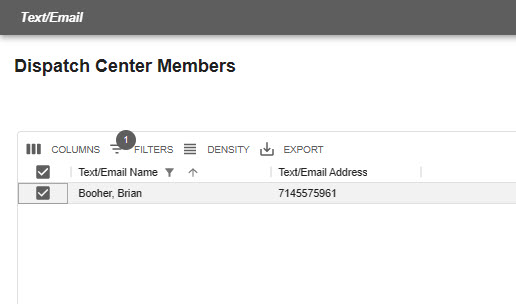 Text/Email
Dispatch Center Members
COLUMNS 1 FILTERS DENSITY EXPORT
Text/Email Name Text/Email Address
Booher, Brian 7145575961